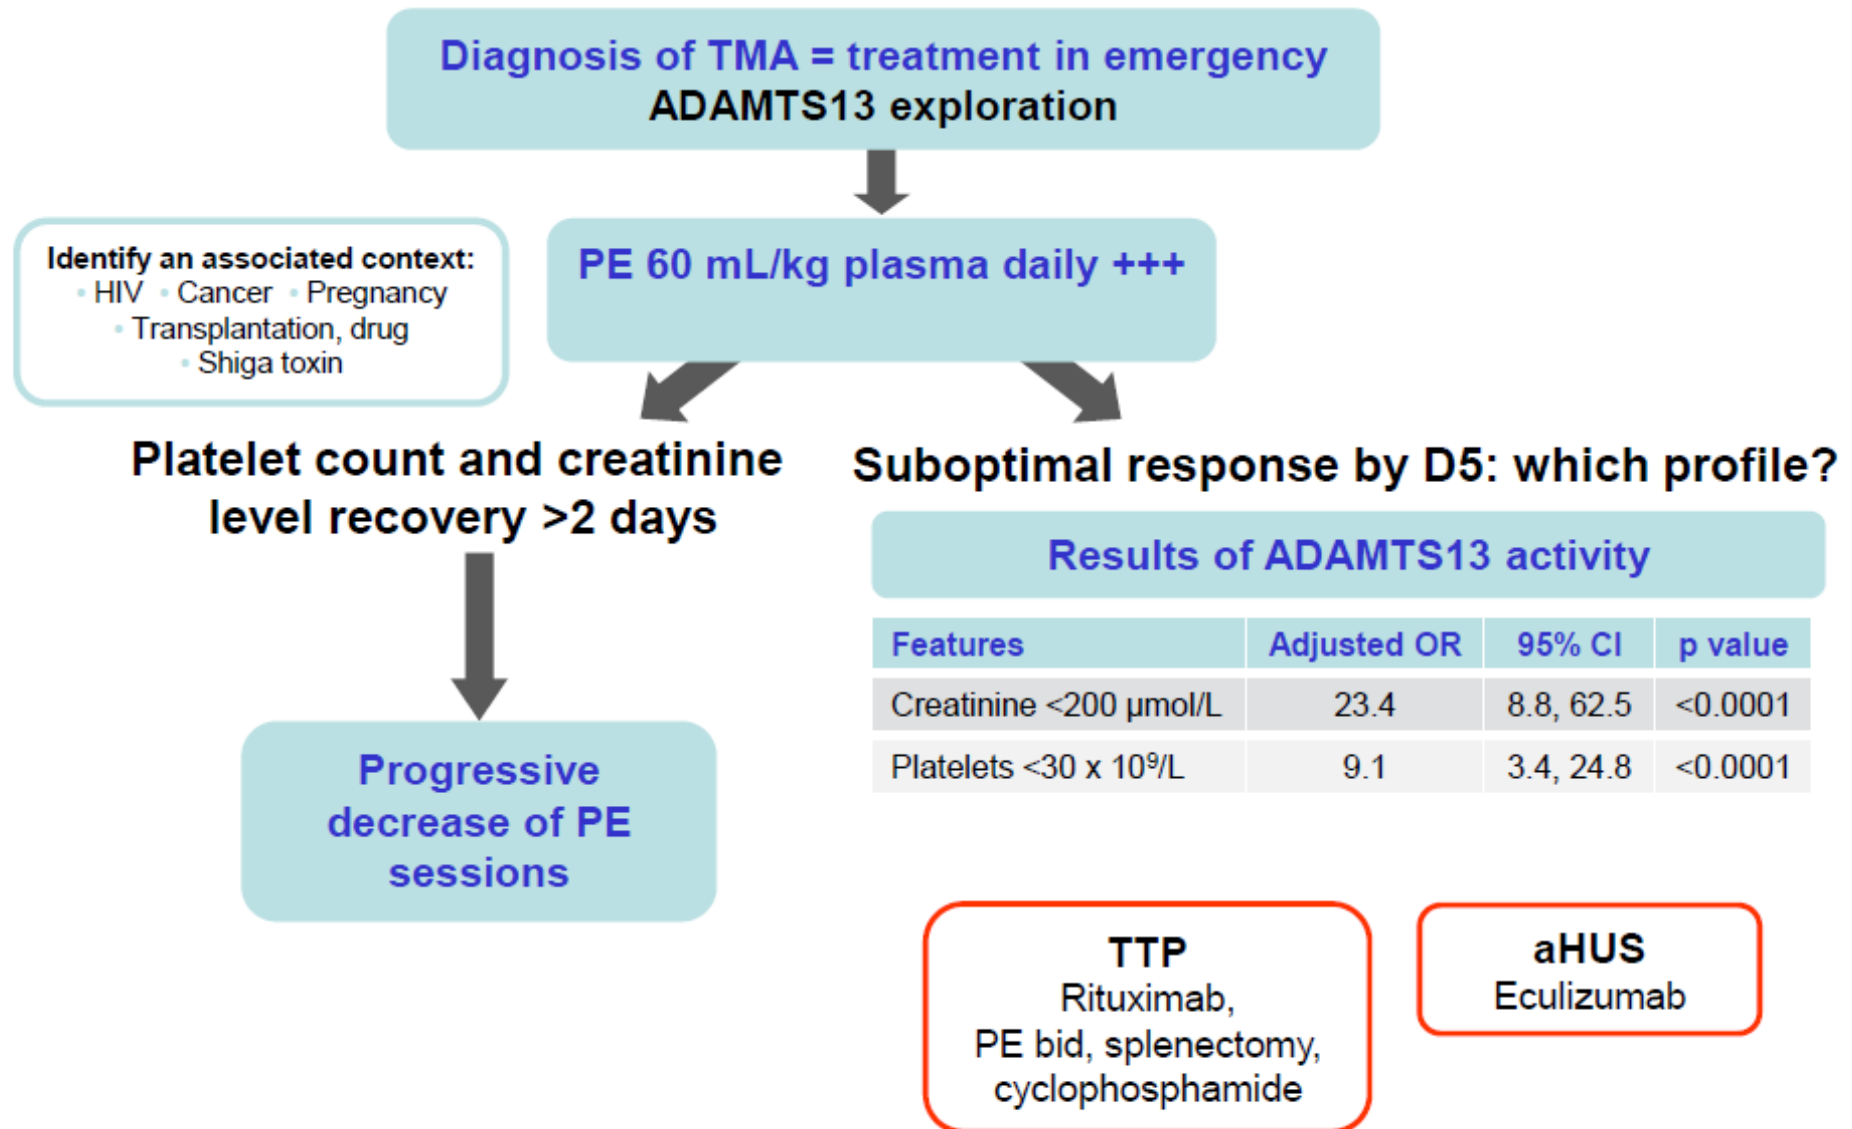 Diagnosis of TMA = treatment in emergency
ADAMTS13 exploration
Identify an associated context:
• HIV • Cancer • Pregnancy
• Transplantation, drug
• Shiga toxin
PE 60 mL/kg plasma daily +++
Platelet count and creatinine
level recovery >2 days
Progressive
decrease of PE
sessions
Suboptimal response by D5: which profile?
Results of ADAMTS13 activity
Features Adjusted OR 95% CI p value
Creatinine <200 µmol/L 23.4 8.8, 62.5 <0.0001
Platelets <30 x 10⁹/L 9.1 3.4, 24.8 <0.0001
TTP
Rituximab,
PE bid, splenectomy,
cyclophosphamide
aHUS
Eculizumab